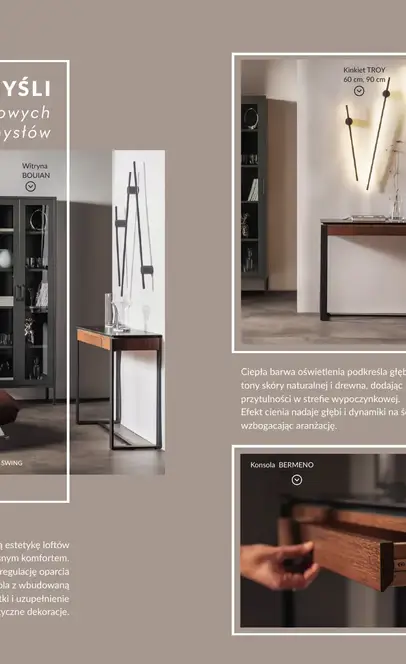 YŚLI
owych
ysłów
Witryna
BOUIAN
SWING
ą estetykę loftów
nym komfortem.
regulację oparcia
la z wbudowaną
tki i uzupełnienie
yczne dekoracje.
Kinkiet TROY
60 cm, 90 cm
Ciepła barwa oświetlenia podkreśla głęb
tony skóry naturalnej i drewna, dodając
przytulności w strefie wypoczynkowej.
Efekt cienia nadaje głębi i dynamiki na śc
wzbogacając aranżację.
Konsola BERMENO